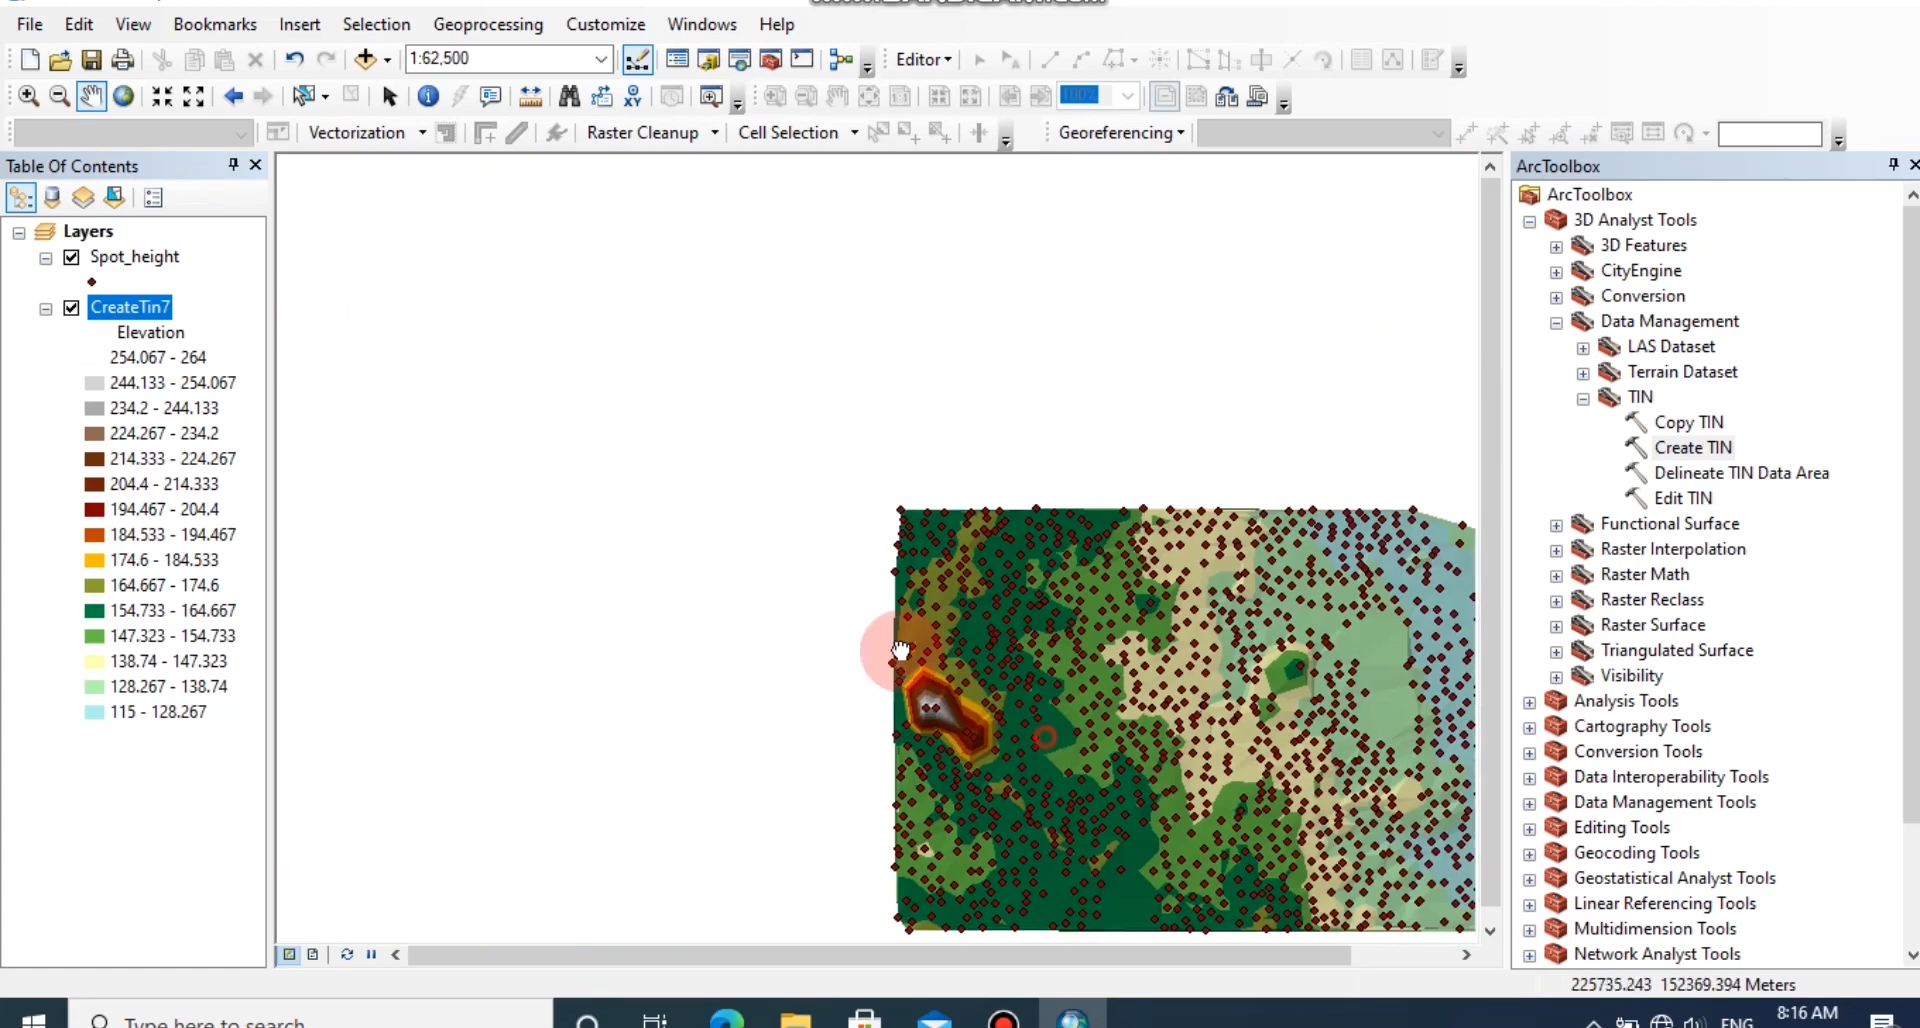 File Edit View Bookmarks Insert Selection Geoprocessing Customize Windows Help
1:62,500
Editor
100%
Vectorization
Raster Cleanup
Cell Selection
Georeferencing
Table Of Contents
Layers
Spot_height
CreateTin7
Elevation
254.067 - 264
244.133 - 254.067
234.2 - 244.133
224.267 - 234.2
214.333 - 224.267
204.4 - 214.333
194.467 - 204.4
184.533 - 194.467
174.6 - 184.533
164.667 - 174.6
154.733 - 164.667
147.323 - 154.733
138.74 - 147.323
128.267 - 138.74
115 - 128.267
ArcToolbox
ArcToolbox
3D Analyst Tools
3D Features
CityEngine
Conversion
Data Management
LAS Dataset
Terrain Dataset
TIN
Copy TIN
Create TIN
Delineate TIN Data Area
Edit TIN
Functional Surface
Raster Interpolation
Raster Math
Raster Reclass
Raster Surface
Triangulated Surface
Visibility
Analysis Tools
Cartography Tools
Conversion Tools
Data Interoperability Tools
Data Management Tools
Editing Tools
Geocoding Tools
Geostatistical Analyst Tools
Linear Referencing Tools
Multidimension Tools
Network Analyst Tools
225735.243 152369.394 Meters
Type here to search
ENG
8:16 AM